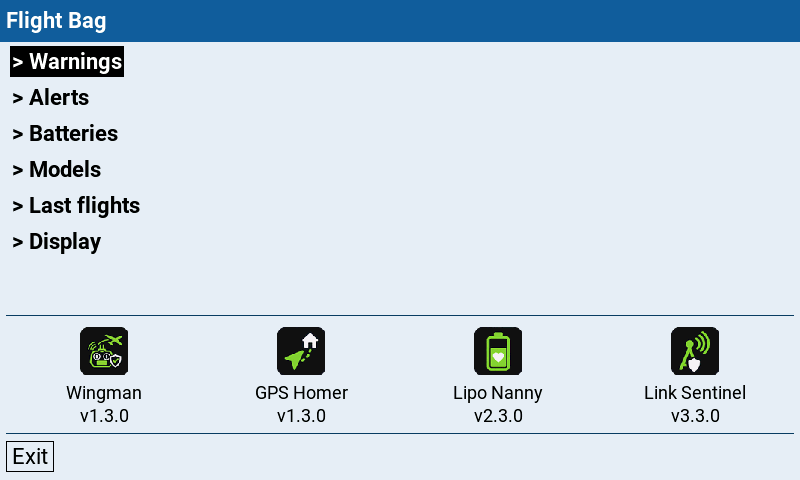 Flight Bag
> Warnings
> Alerts
> Batteries
> Models
> Last flights
> Display
Wingman
v1.3.0
GPS Homer
v1.3.0
Lipo Nanny
v2.3.0
Link Sentinel
v3.3.0
Exit